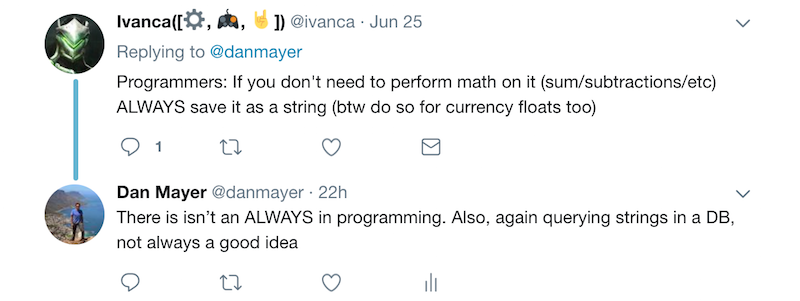 Ivanca([⚙️, 🎮, 🤘]) @ivanca · Jun 25
Replying to @danmayer
Programmers: If you don't need to perform math on it (sum/subtractions/etc)
ALWAYS save it as a string (btw do so for currency floats too)
1
Dan Mayer @danmayer · 22h
There is isn’t an ALWAYS in programming. Also, again querying strings in a DB,
not always a good idea